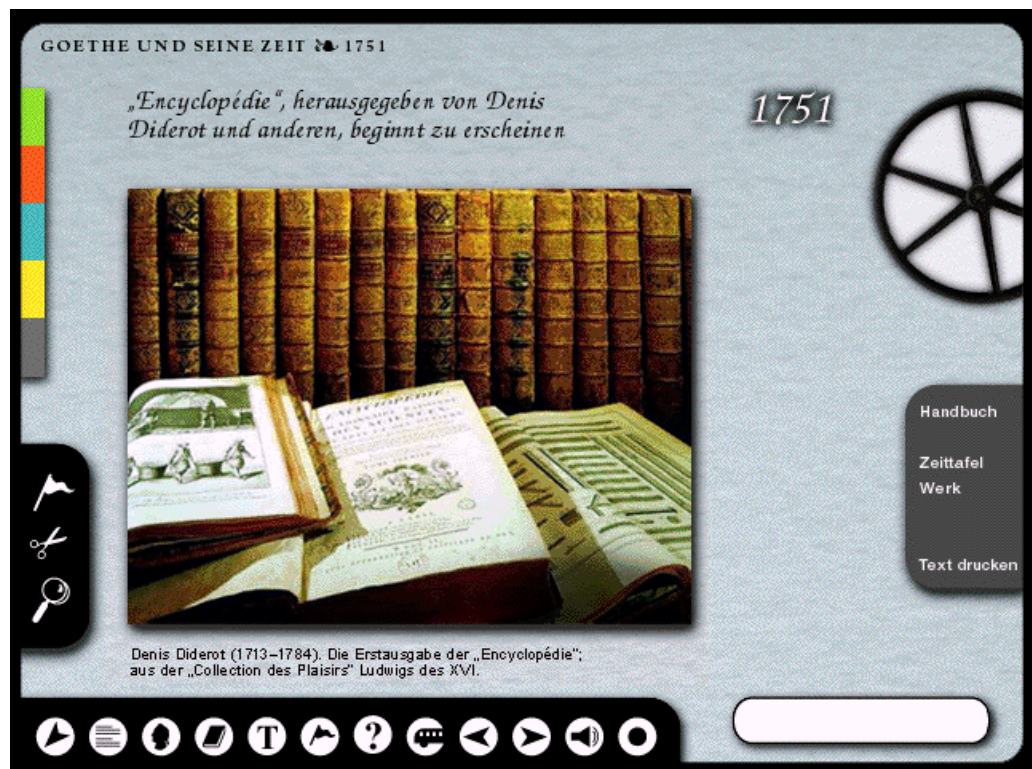 GOETHE UND SEINE ZEIT ❧ 1751
„Encyclopédie“, herausgegeben von Denis
Diderot und anderen, beginnt zu erscheinen
1751
ENCYCLOPEDIE
Handbuch
Zeittafel
Werk
Text drucken
Denis Diderot (1713–1784). Die Erstausgabe der „Encyclopédie“;
aus der „Collection des Plaisirs“ Ludwigs des XVI.
T
?